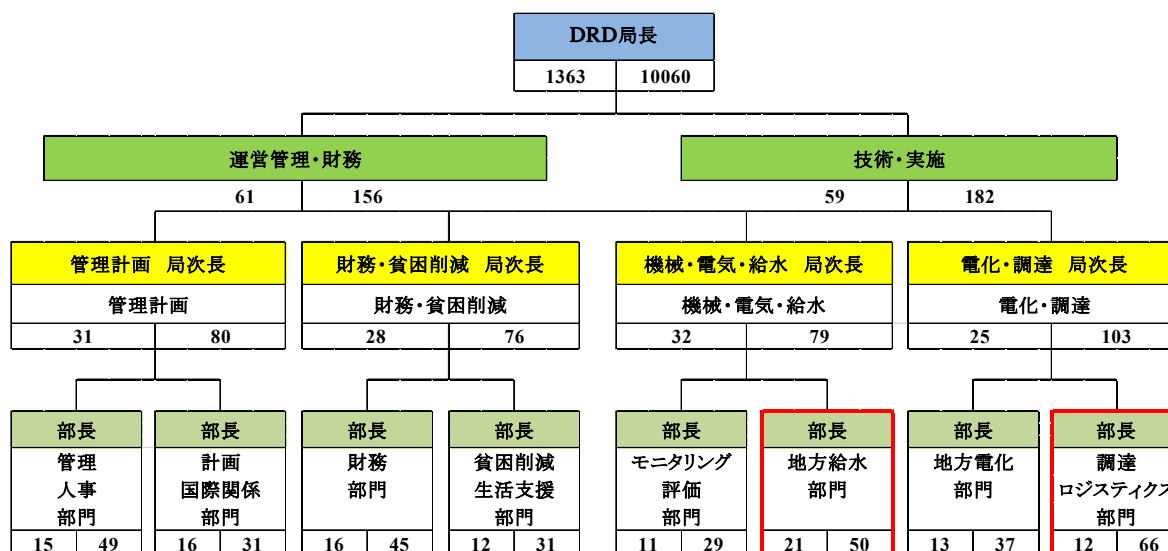 DRD局長
1363 10060
運営管理・財務 技術・実施
61 156 59 182
管理計画 局次長 財務・貧困削減 局次長 機械・電気・給水 局次長 電化・調達 局次長
管理計画 財務・貧困削減 機械・電気・給水 電化・調達
31 80 28 76 32 79 25 103
部長 部長 部長 部長 部長 部長 部長 部長
管理 計画 財務 貧困削減 モニタリング 地方給水 地方電化 調達
人事 国際関係 部門 生活支援 評価 部門 部門 ロジスティクス
部門 部門 部門 部門 部門
15 49 16 31 16 45 12 31 11 29 21 50 13 37 12 66